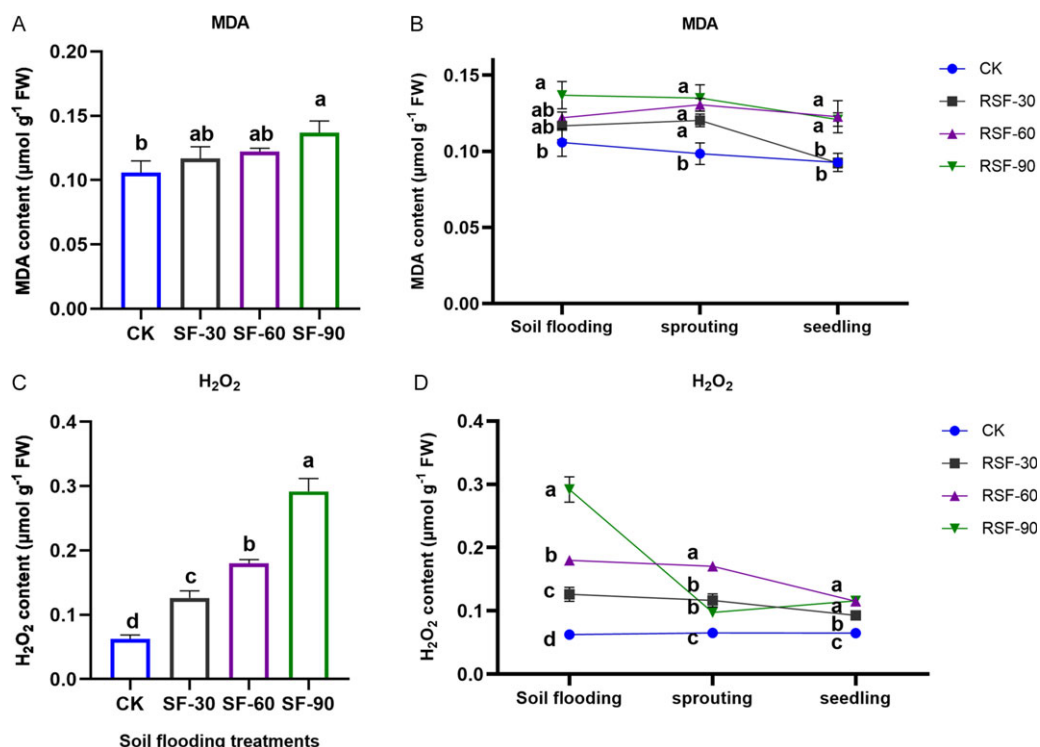 A
MDA
MDA content (µmol g⁻¹ FW)
0.20
0.15
0.10
0.05
0.00
b
ab
ab
a
CK
SF-30
SF-60
SF-90
B
MDA
MDA content (µmol g⁻¹ FW)
0.15
0.10
0.05
0.00
a
ab
ab
b
a
a
a
b
a
a
b
b
Soil flooding
sprouting
seedling
CK
RSF-30
RSF-60
RSF-90
C
H₂O₂
H₂O₂ content (µmol g⁻¹ FW)
0.4
0.3
0.2
0.1
0.0
d
c
b
a
CK
SF-30
SF-60
SF-90
Soil flooding treatments
D
H₂O₂
H₂O₂ content (µmol g⁻¹ FW)
0.4
0.3
0.2
0.1
0.0
a
b
c
d
a
b
b
c
a
a
b
c
Soil flooding
sprouting
seedling
CK
RSF-30
RSF-60
RSF-90